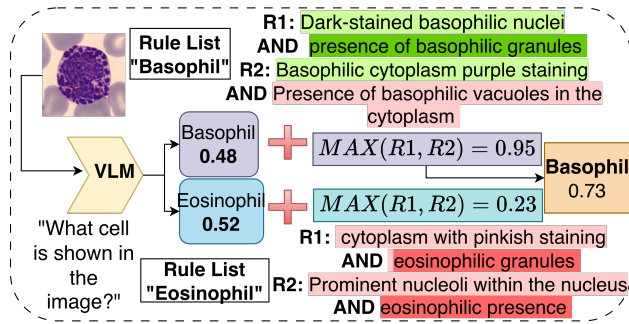 R1: Dark-stained basophilic nuclei
AND presence of basophilic granules
R2: Basophilic cytoplasm purple staining
AND Presence of basophilic vacuoles in the
cytoplasm
Rule List
"Basophil"
VLM
"What cell
is shown in
the
image?"
Basophil
0.48
MAX(R1, R2) = 0.95
Eosinophil
0.52
MAX(R1, R2) = 0.23
Basophil
0.73
Rule List
"Eosinophil"
R1: cytoplasm with pinkish staining
AND eosinophilic granules
R2: Prominent nucleoli within the nucleus
AND eosinophilic presence